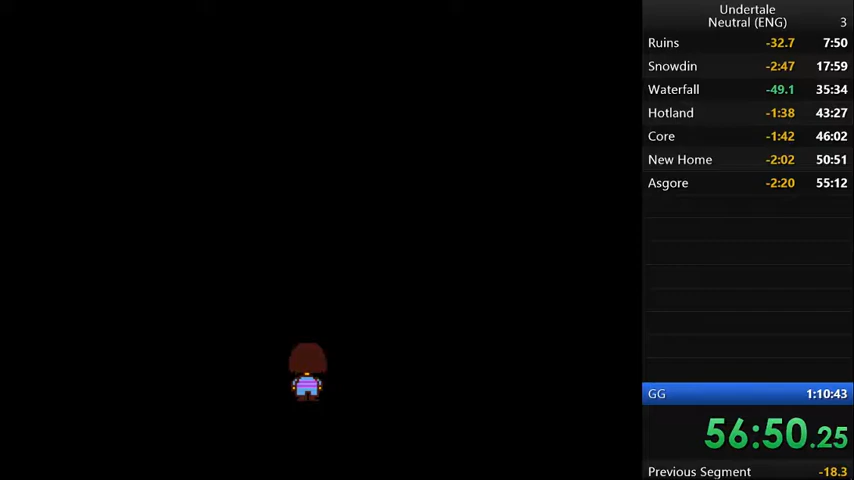 Undertale
Neutral (ENG) 3
Ruins -32.7 7:50
Snowdin -2:47 17:59
Waterfall -49.1 35:34
Hotland -1:38 43:27
Core -1:42 46:02
New Home -2:02 50:51
Asgore -2:20 55:12
GG 1:10:43
56:50.25
Previous Segment -18.3